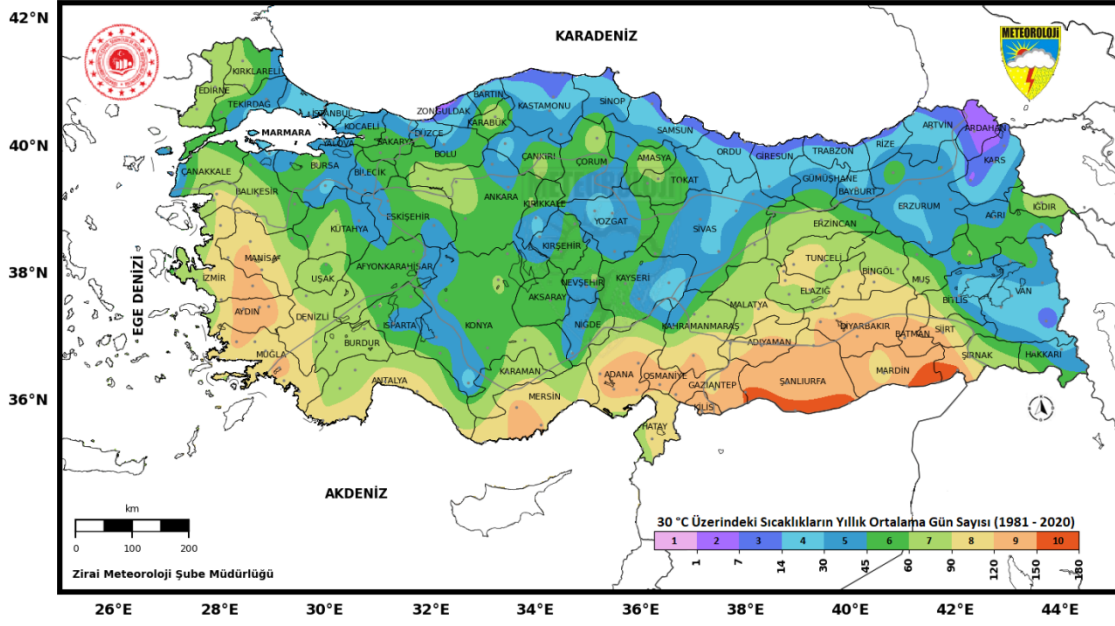 42°N
40°N
38°N
36°N
KARADENİZ
METEOROLOJİ
METEOROLOJİ
EGE DENİZİ
AKDENİZ
KIRKLARELİ
EDİRNE
TEKİRDAĞ
İSTANBUL
MARMARA
KOCAELİ
YALOVA
SAKARYA
DÜZCE
ZONGULDAK
BARTIN
KARABÜK
KASTAMONU
SİNOP
SAMSUN
ORDU
GİRESUN
TRABZON
RİZE
ARTVİN
ARDAHAN
KARS
ÇANAKKALE
BURSA
BİLECİK
BOLU
ÇANKIRI
ÇORUM
AMASYA
TOKAT
GÜMÜŞHANE
BAYBURT
ERZURUM
AĞRI
IĞDIR
BALIKESİR
ESKİŞEHİR
ANKARA
KIRIKKALE
YOZGAT
SİVAS
ERZİNCAN
KÜTAHYA
MANİSA
İZMİR
UŞAK
AFYONKARAHİSAR
KIRŞEHİR
NEVŞEHİR
KAYSERİ
TUNCELİ
BİNGÖL
MUŞ
ELAZIĞ
BİTLİS
VAN
AYDIN
DENİZLİ
ISPARTA
KONYA
AKSARAY
NİĞDE
MALATYA
KAHRAMANMARAŞ
DİYARBAKIR
BATMAN
SİİRT
MUĞLA
BURDUR
ANTALYA
KARAMAN
MERSİN
ADANA
OSMANİYE
GAZİANTEP
KİLİS
ADIYAMAN
ŞANLIURFA
MARDİN
ŞIRNAK
HAKKARİ
HATAY
km
0 100 200
Zirai Meteoroloji Şube Müdürlüğü
30 °C Üzerindeki Sıcaklıkların Yıllık Ortalama Gün Sayısı (1981 - 2020)
1 2 3 4 5 6 7 8 9 10
1 7 14 30 45 60 90 120 150 180
26°E 28°E 30°E 32°E 34°E 36°E 38°E 40°E 42°E 44°E